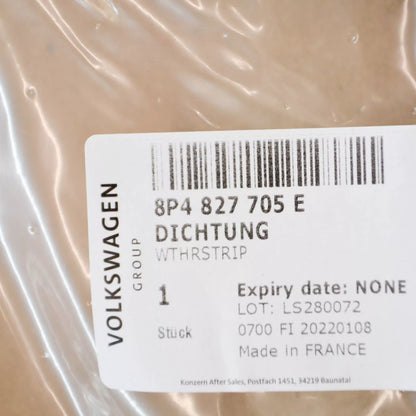 VOLKSWAGEN
GROUP
8P4 827 705 E
DICHTUNG
WTHRSTRIP
1
Stück
Expiry date: NONE
LOT: LS280072
0700 FI 20220108
Made in FRANCE
Konzern After Sales, Postfach 1451, 34219 Baunatal